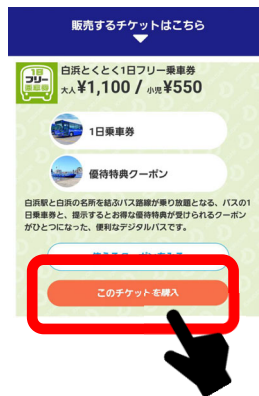 販売するチケットはこちら
1日
フリー
乗車券
白浜とくとく1日フリー乗車券
大人¥1,100 / 小児¥550
1日乗車券
優待特典クーポン
白浜駅と白浜の名所を結ぶバス路線が乗り放題となる、バスの1
日乗車券と、提示するとお得な優待特典が受けられるクーポン
がひとつになった、便利なデジタルパスです。
このチケットを購入